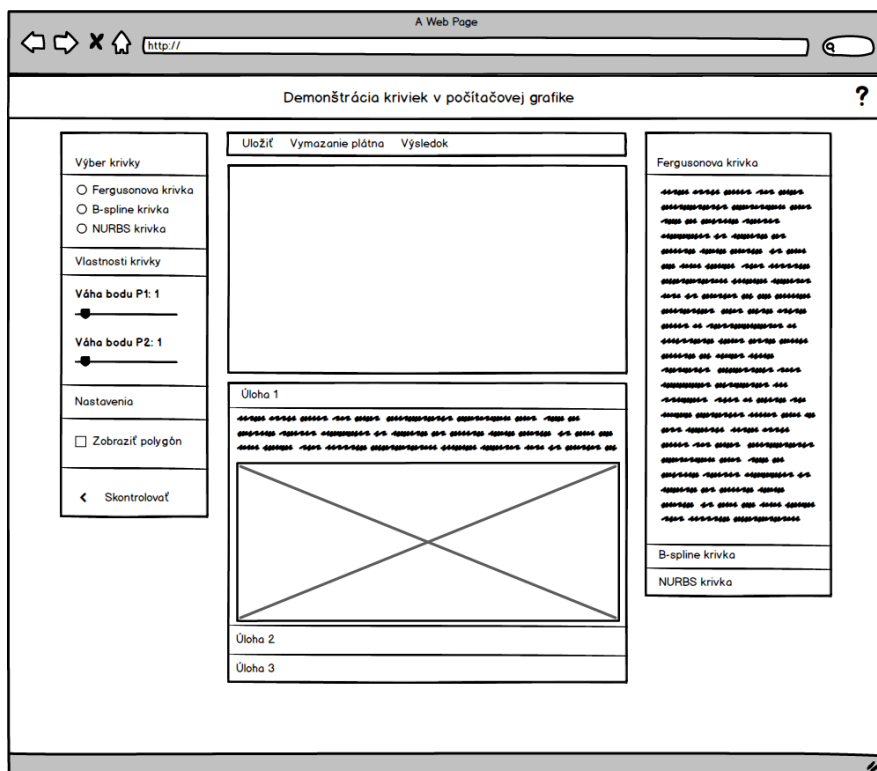 A Web Page
http://
Demonštrácia kriviek v počítačovej grafike
?
Výber krivky
Fergusonova krivka
B-spline krivka
NURBS krivka
Vlastnosti krivky
Váha bodu P1: 1
Váha bodu P2: 1
Nastavenia
Zobraziť polygón
Skontrolovať
Uložiť Vymazanie plátna Výsledok
Úloha 1
Úloha 2
Úloha 3
Fergusonova krivka
B-spline krivka
NURBS krivka